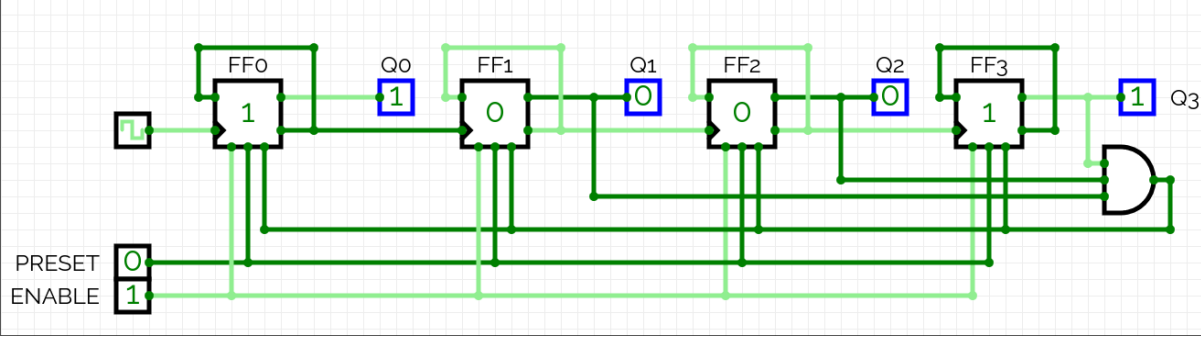 FF0 Q0 FF1 Q1 FF2 Q2 FF3
1 1 0 0 0 0 1 1 Q3
PRESET 0
ENABLE 1